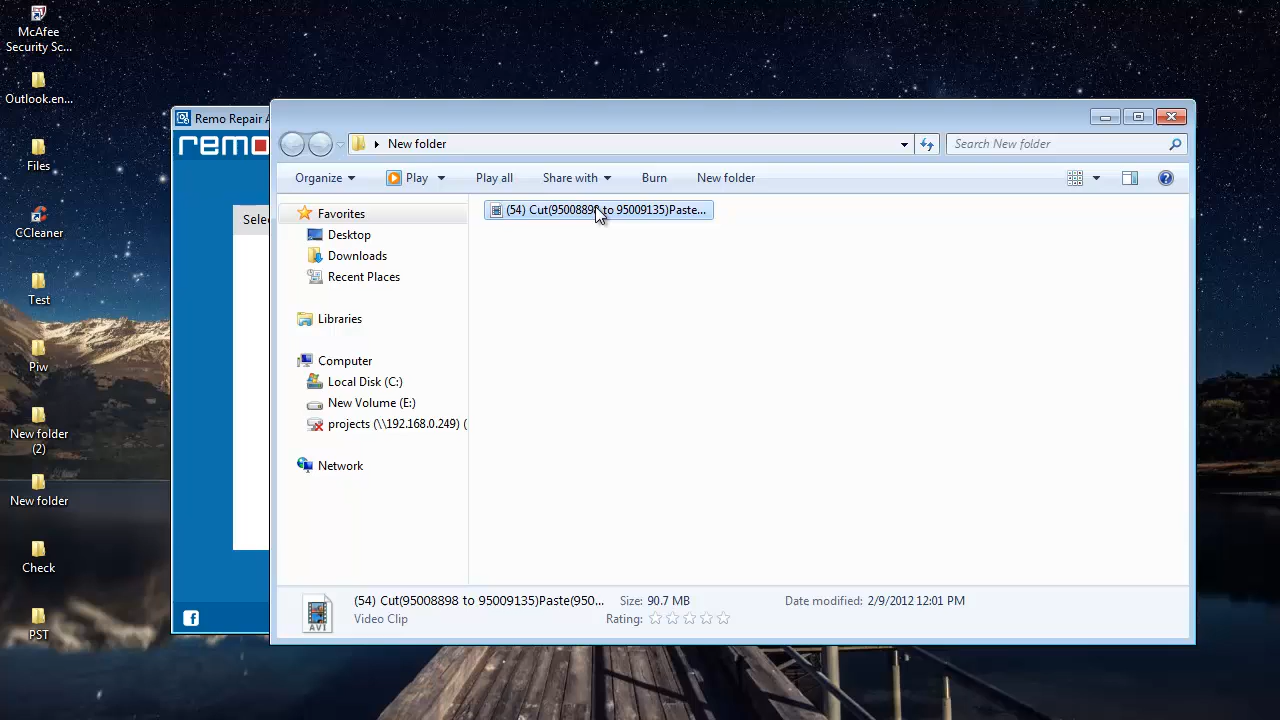 McAfee
Security Sc...
Outlook.en...
Files
CCleaner
Test
Piw
New folder
(2)
New folder
Check
PST
Remo Repair A
remo
Selec
New folder
Search New folder
Organize
Play
Play all
Share with
Burn
New folder
Favorites
Desktop
Downloads
Recent Places
Libraries
Computer
Local Disk (C:)
New Volume (E:)
projects (\\192.168.0.249) (
Network
(54) Cut(95008898 to 95009135)Paste...
AVI
(54) Cut(95008898 to 95009135)Paste(950...
Video Clip
Size: 90.7 MB
Rating:
Date modified: 2/9/2012 12:01 PM